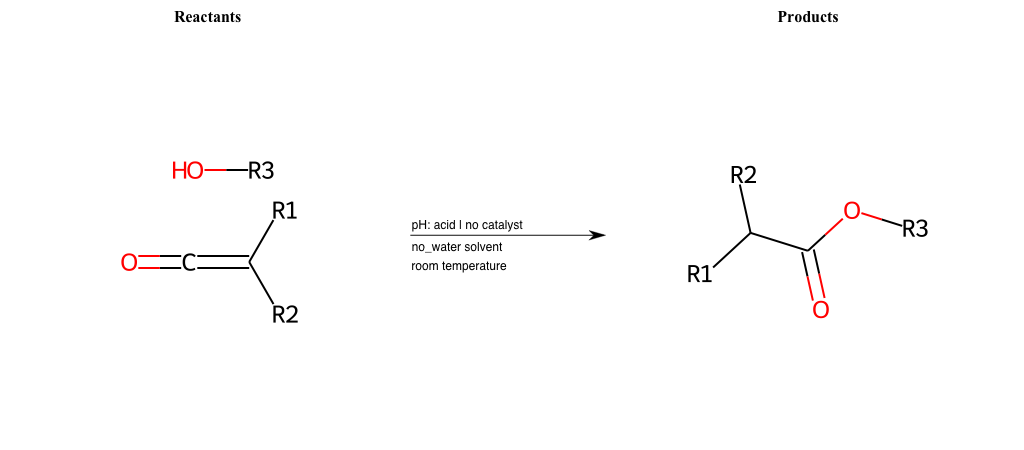 Reactants
Products
HO R3
R1
O C
R2
pH: acid | no catalyst
no_water solvent
room temperature
R2
O
R3
R1
O